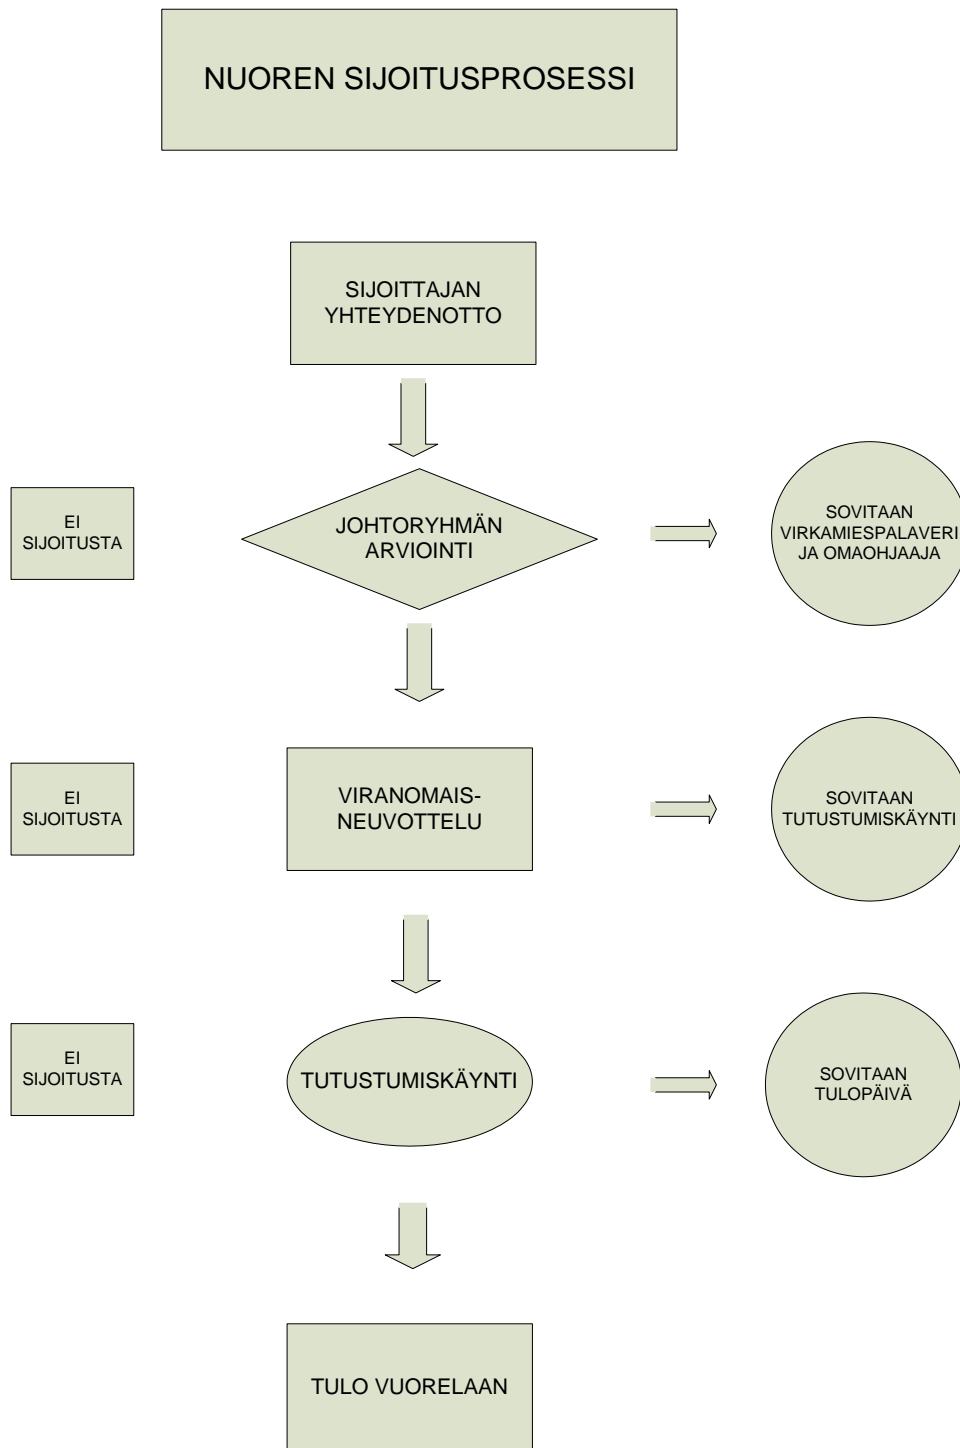 NUOREN SIJOITUSPROSESSI
SIJOITTAJAN
YHTEYDENOTTO
EI
SIJOITUSTA
JOHTORYHMÄN
ARVIOINTI
SOVITAAN
VIRKAMIESPALAVERI
JA OMAOHJAAJA
EI
SIJOITUSTA
VIRANOMAIS-
NEUVOTTELU
SOVITAAN
TUTUSTUMISKÄYNTI
EI
SIJOITUSTA
TUTUSTUMISKÄYNTI
SOVITAAN
TULOPÄIVÄ
TULO VUORELAAN